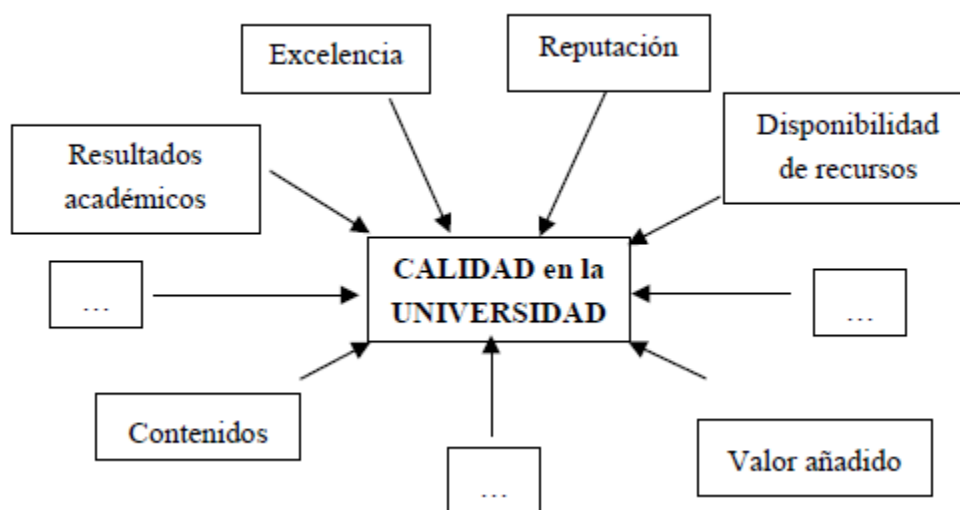 Excelencia
Reputación
Disponibilidad
de recursos
Resultados
académicos
CALIDAD en la
UNIVERSIDAD
...
...
Contenidos
Valor añadido
...